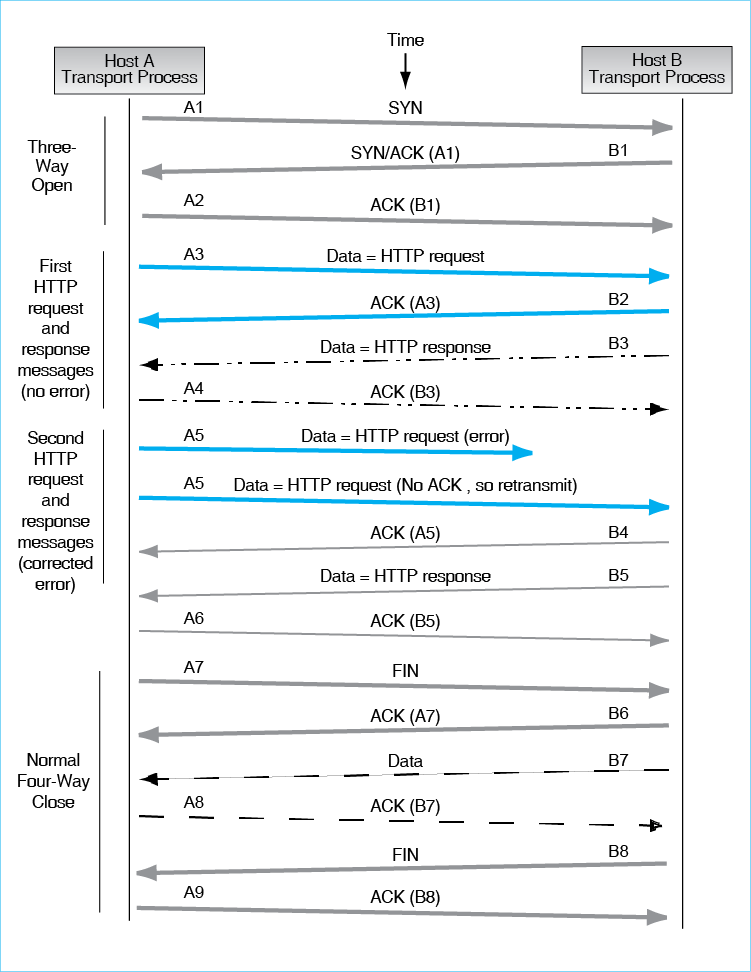 Time
Host A
Transport Process
Host B
Transport Process
A1
SYN
Three-
Way
Open
SYN/ACK (A1)
B1
A2
ACK (B1)
First
HTTP
request
and
response
messages
(no error)
A3
Data = HTTP request
ACK (A3)
B2
Data = HTTP response
B3
A4
ACK (B3)
Second
HTTP
request
and
response
messages
(corrected
error)
A5
Data = HTTP request (error)
A5
Data = HTTP request (No ACK , so retransmit)
ACK (A5)
B4
Data = HTTP response
B5
A6
ACK (B5)
Normal
Four-Way
Close
A7
FIN
ACK (A7)
B6
Data
B7
A8
ACK (B7)
FIN
B8
A9
ACK (B8)